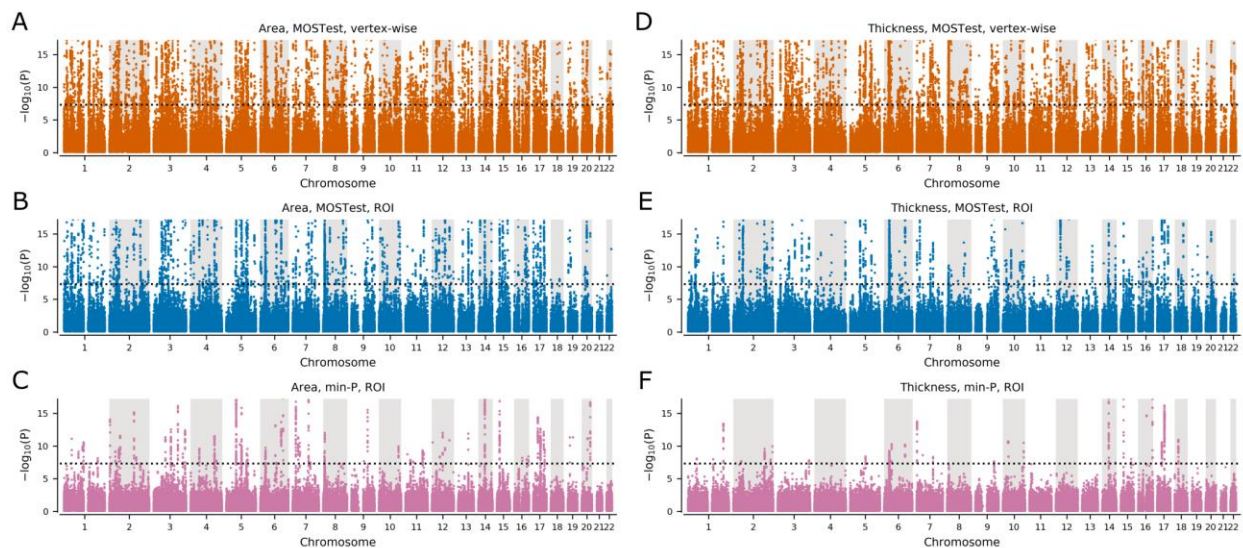 A
Area, MOSTest, vertex-wise
15
10
5
0
−log10(P)
1 2 3 4 5 6 7 8 9 10 11 12 13 14 15 16 17 18 19 20 21 22
Chromosome
B
Area, MOSTest, ROI
15
10
5
0
−log10(P)
1 2 3 4 5 6 7 8 9 10 11 12 13 14 15 16 17 18 19 20 21 22
Chromosome
C
Area, min-P, ROI
15
10
5
0
−log10(P)
1 2 3 4 5 6 7 8 9 10 11 12 13 14 15 16 17 18 19 20 21 22
Chromosome
D
Thickness, MOSTest, vertex-wise
15
10
5
0
−log10(P)
1 2 3 4 5 6 7 8 9 10 11 12 13 14 15 16 17 18 19 20 21 22
Chromosome
E
Thickness, MOSTest, ROI
15
10
5
0
−log10(P)
1 2 3 4 5 6 7 8 9 10 11 12 13 14 15 16 17 18 19 20 21 22
Chromosome
F
Thickness, min-P, ROI
15
10
5
0
−log10(P)
1 2 3 4 5 6 7 8 9 10 11 12 13 14 15 16 17 18 19 20 21 22
Chromosome